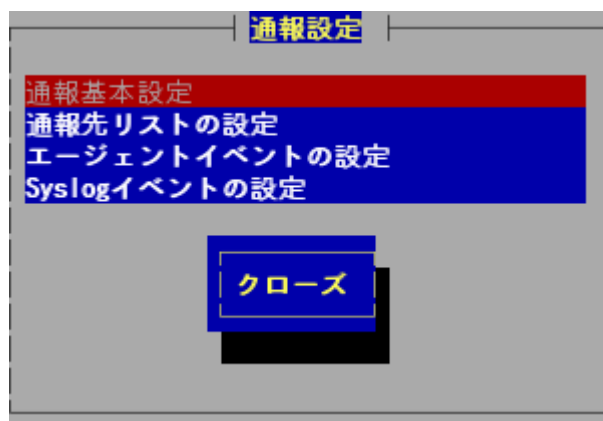 通報設定
通報基本設定
通報先リストの設定
エージェントイベントの設定
Syslogイベントの設定
クローズ